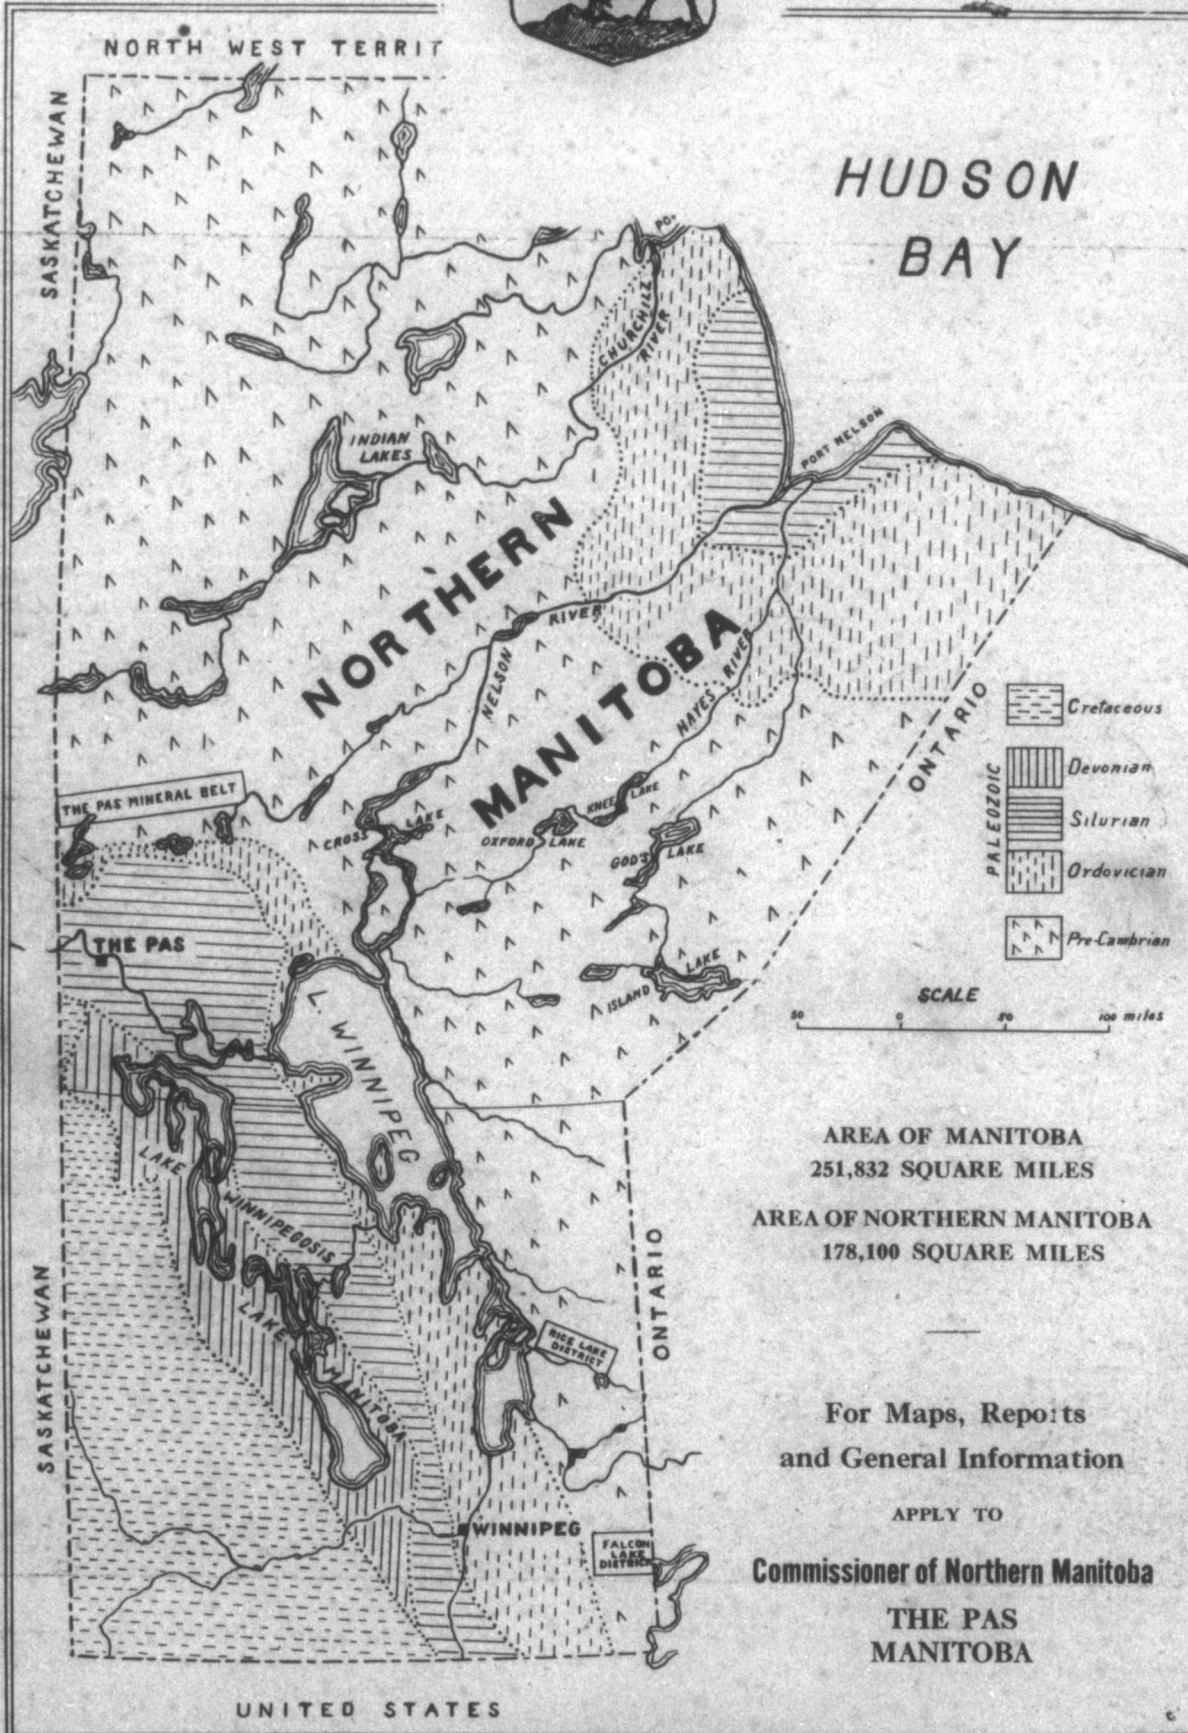 NORTH WEST TERRIT
SASKATCHEWAN
HUDSON
BAY
CHURCHILL
RIVER
PORT NELSON
INDIAN
LAKES
NORTHERN
MANITOBA
RIVER
NELSON
HAYES RIVER
ONTARIO
Cretaceous
PALEOZOIC
Devonian
Silurian
Ordovician
Pre-Cambrian
THE PAS MINERAL BELT
CROSS LAKE
OXFORD LAKE
KNEE LAKE
GOD'S LAKE
ISLAND LAKE
THE PAS
SCALE
50 0 50 100 miles
L. WINNIPEG
LAKE WINNIPEGOSIS
LAKE MANITOBA
AREA OF MANITOBA
251,832 SQUARE MILES
AREA OF NORTHERN MANITOBA
178,100 SQUARE MILES
SASKATCHEWAN
ONTARIO
RICE LAKE
DISTRICT
WINNIPEG
FALCON
LAKE
DISTRICT
For Maps, Reports
and General Information
APPLY TO
Commissioner of Northern Manitoba
THE PAS
MANITOBA
UNITED STATES